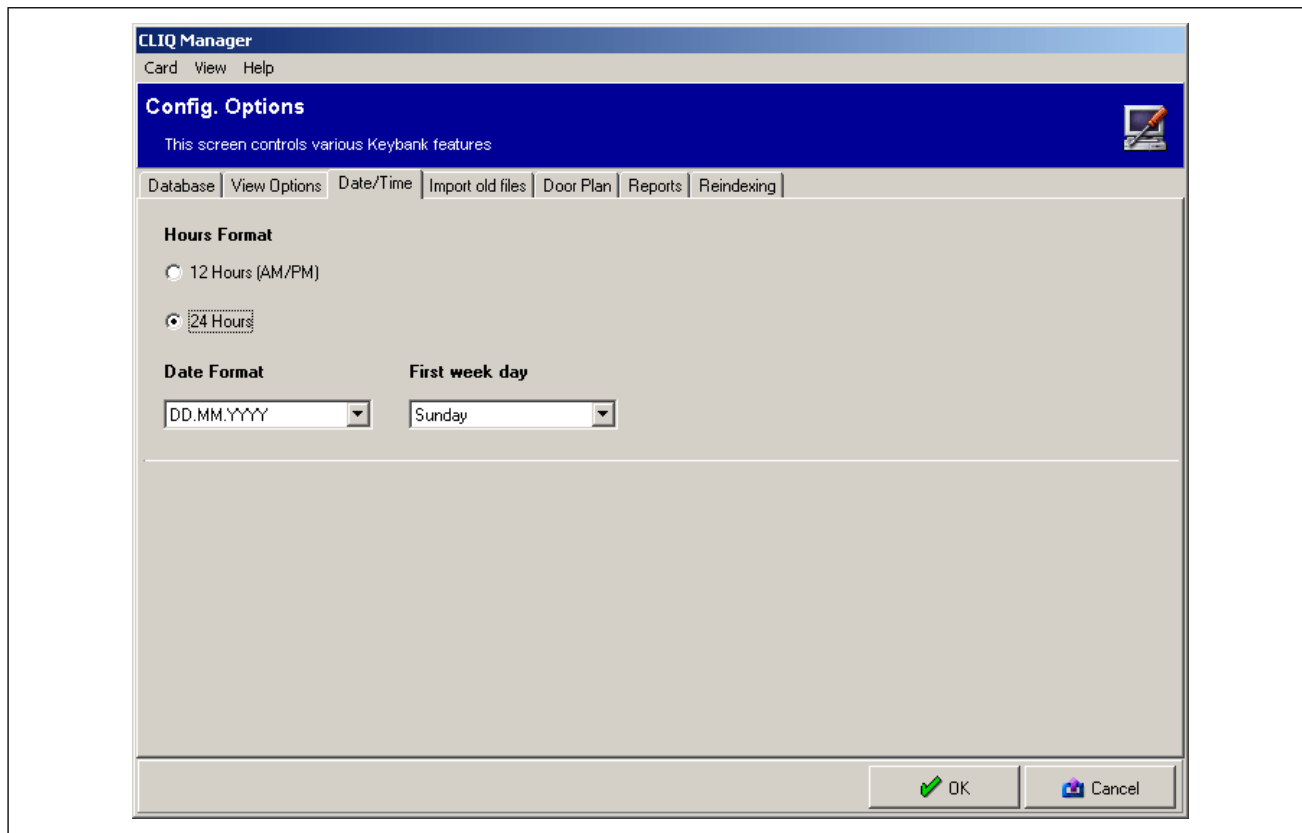 CLIQ Manager
Card View Help
Config. Options
This screen controls various Keybank features
Database View Options Date/Time Import old files Door Plan Reports Reindexing
Hours Format
12 Hours (AM/PM)
24 Hours
Date Format First week day
DD.MM.YYYY Sunday
OK Cancel